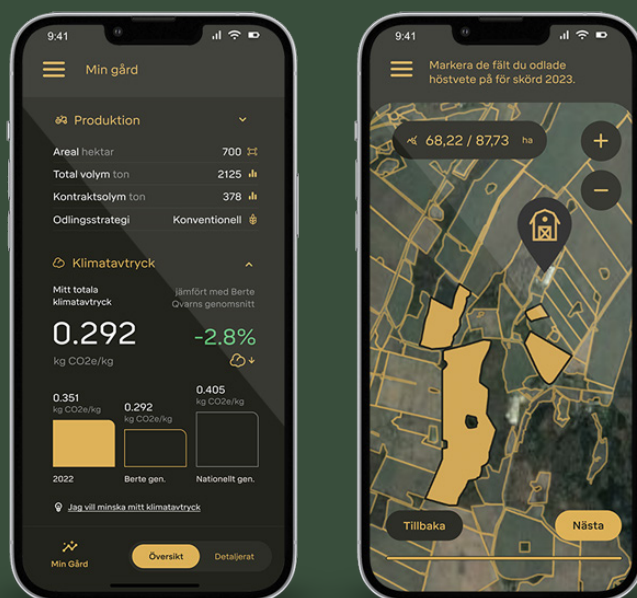 9:41
Min gård
Produktion
Areal hektar 700
Total volym ton 2125
Kontraktsolym ton 378
Odlingsstrategi Konventionell
Klimatavtryck
Mitt totala
klimatavtryck
jämfört med Berte
Qvarns genomsnitt
0.292
kg CO2e/kg
-2.8%
0.351
kg CO2e/kg
0.292
kg CO2e/kg
0.405
kg CO2e/kg
2022
Berte gen.
Nationellt gen.
Jag vill minska mitt klimatavtryck
Min Gård
Översikt
Detaljerat
9:41
Markera de fält du odlade
höstvete på för skörd 2023.
68,22 / 87,73 ha
+
−
Tillbaka
Nästa